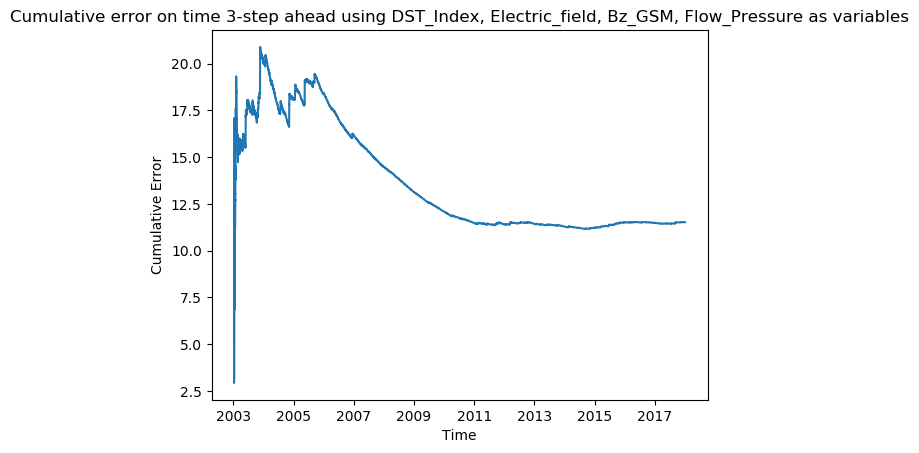 Cumulative error on time 3-step ahead using DST_Index, Electric_field, Bz_GSM, Flow_Pressure as variables
Cumulative Error
20.0
17.5
15.0
12.5
10.0
7.5
5.0
2.5
2003 2005 2007 2009 2011 2013 2015 2017
Time